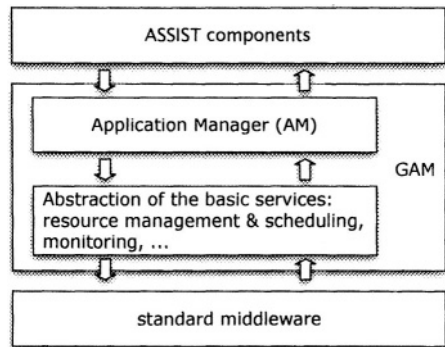 ASSIST components
Application Manager (AM)
GAM
Abstraction of the basic services:
resource management & scheduling,
monitoring, ...
standard middleware